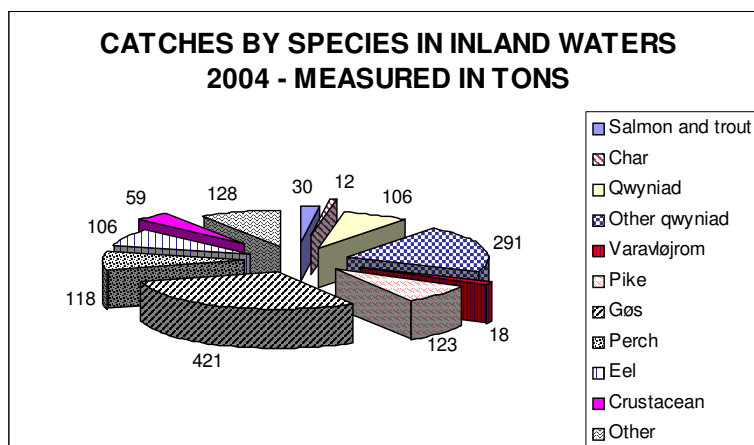 CATCHES BY SPECIES IN INLAND WATERS
2004 - MEASURED IN TONS
30
12
106
291
18
123
421
118
106
59
128
Salmon and trout
Char
Qwyniad
Other qwyniad
Varavløjrom
Pike
Gøs
Perch
Eel
Crustacean
Other